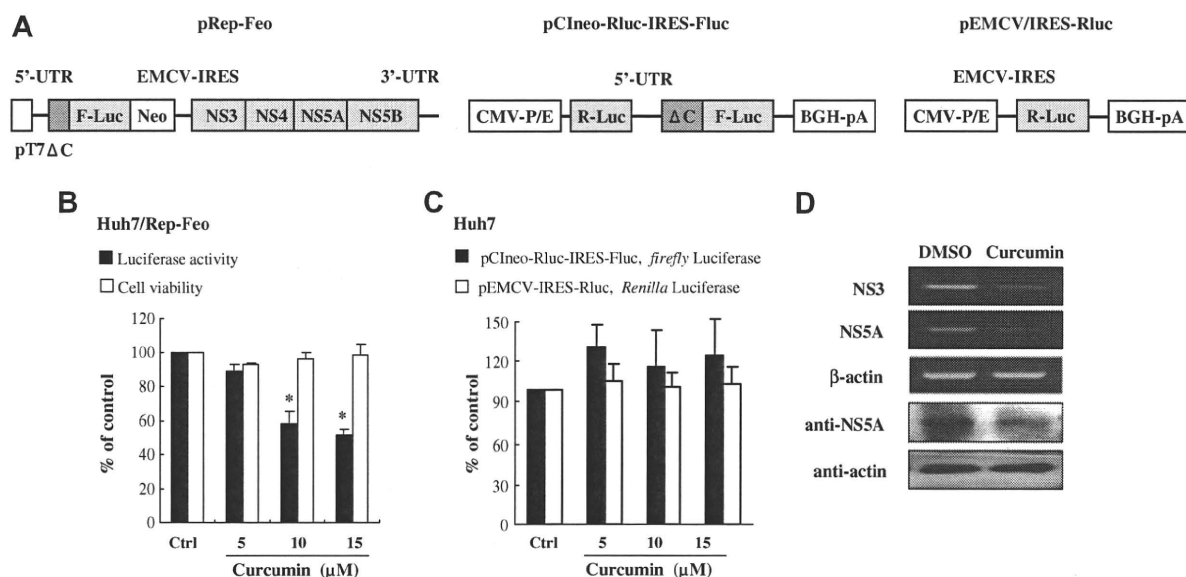 A
pRep-Feo
pCIneo-Rluc-IRES-Fluc
pEMCV/IRES-Rluc
5'-UTR
EMCV-IRES
3'-UTR
5'-UTR
EMCV-IRES
F-Luc
Neo
NS3
NS4
NS5A
NS5B
CMV-P/E
R-Luc
ΔC
F-Luc
BGH-pA
CMV-P/E
R-Luc
BGH-pA
pT7ΔC
B
Huh7/Rep-Feo
Luciferase activity
Cell viability
% of control
120
100
80
60
40
20
0
*
*
Ctrl
5
10
15
Curcumin (μM)
C
Huh7
pCIneo-Rluc-IRES-Fluc, firefly Luciferase
pEMCV-IRES-Rluc, Renilla Luciferase
% of control
150
120
90
60
30
0
Ctrl
5
10
15
Curcumin (μM)
D
DMSO Curcumin
NS3
NS5A
β-actin
anti-NS5A
anti-actin